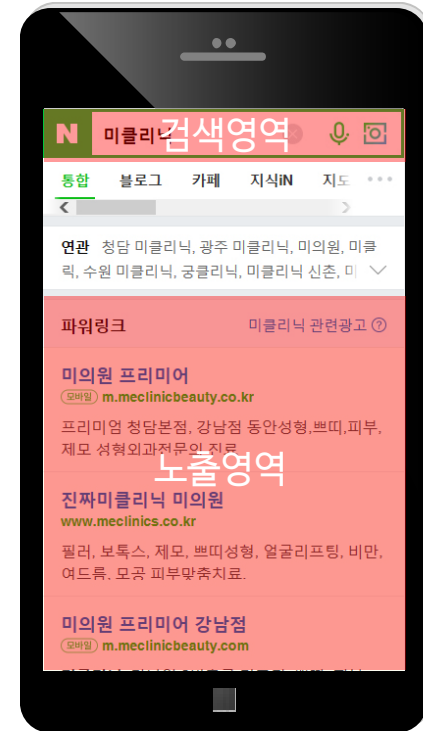 N 미클리닉
검색영역
통합 블로그 카페 지식iN 지도
연관 청담 미클리닉, 광주 미클리닉, 미의원, 미클
릭, 수원 미클리닉, 궁클리닉, 미클리닉 신촌, 미
파워링크 미클리닉 관련광고 ?
미의원 프리미어
모바일 m.meclinicbeauty.co.kr
프리미엄 청담본점, 강남점 동안성형,쁘띠,피부,
제모 성형외과전문의 진료
노출영역
진짜미클리닉 미의원
www.meclinics.co.kr
필러, 보톡스, 제모, 쁘띠성형, 얼굴리프팅, 비만,
여드름, 모공 피부맞춤치료.
미의원 프리미어 강남점
모바일 m.meclinicbeauty.com